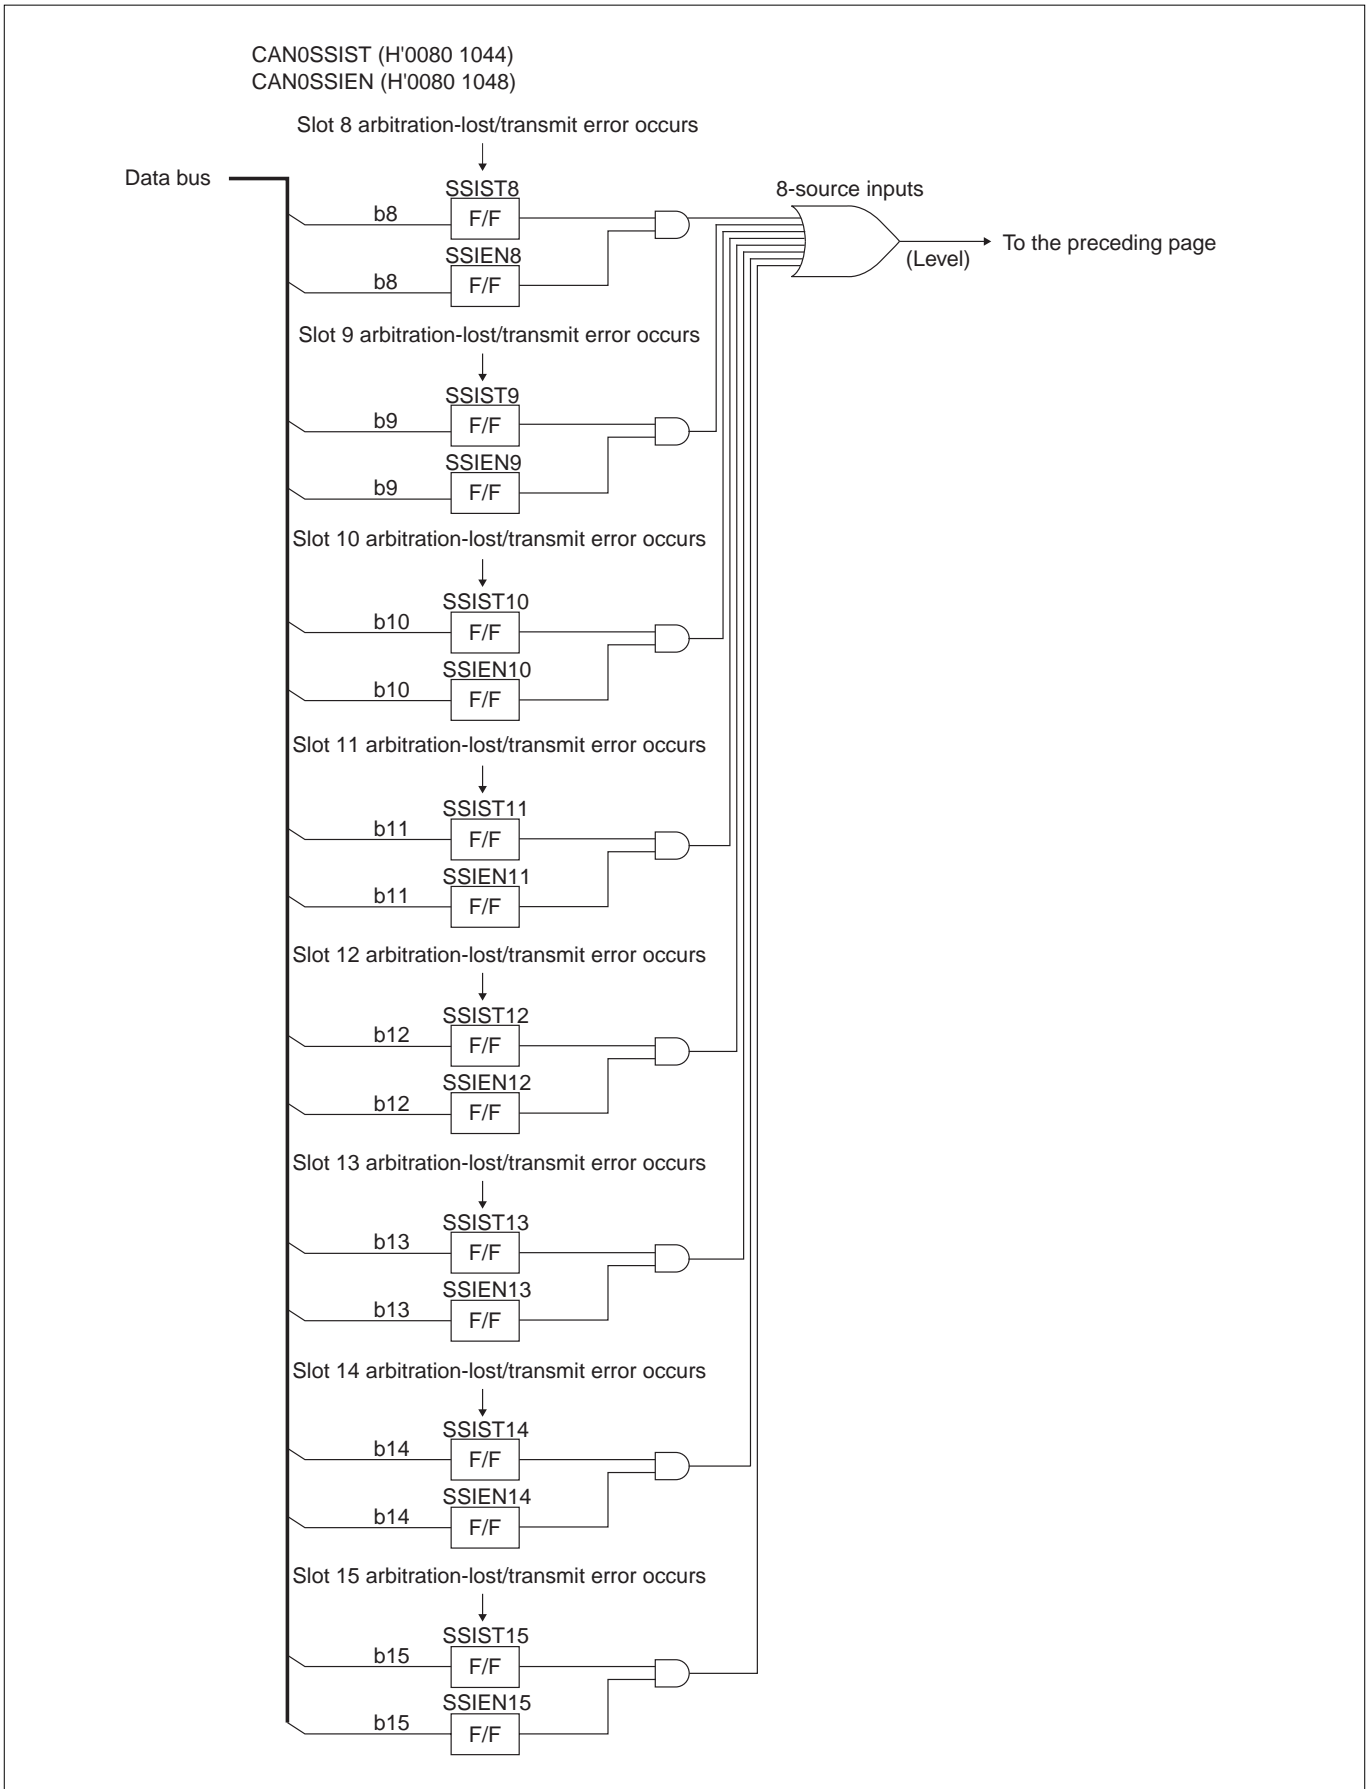 CAN0SSIST (H'0080 1044)
CAN0SSIEN (H'0080 1048)
Slot 8 arbitration-lost/transmit error occurs
Data bus
SSIST8
8-source inputs
b8
F/F
To the preceding page
(Level)
SSIEN8
b8
F/F
Slot 9 arbitration-lost/transmit error occurs
SSIST9
b9
F/F
SSIEN9
b9
F/F
Slot 10 arbitration-lost/transmit error occurs
SSIST10
b10
F/F
SSIEN10
b10
F/F
Slot 11 arbitration-lost/transmit error occurs
SSIST11
b11
F/F
SSIEN11
b11
F/F
Slot 12 arbitration-lost/transmit error occurs
SSIST12
b12
F/F
SSIEN12
b12
F/F
Slot 13 arbitration-lost/transmit error occurs
SSIST13
b13
F/F
SSIEN13
b13
F/F
Slot 14 arbitration-lost/transmit error occurs
SSIST14
b14
F/F
SSIEN14
b14
F/F
Slot 15 arbitration-lost/transmit error occurs
SSIST15
b15
F/F
SSIEN15
b15
F/F